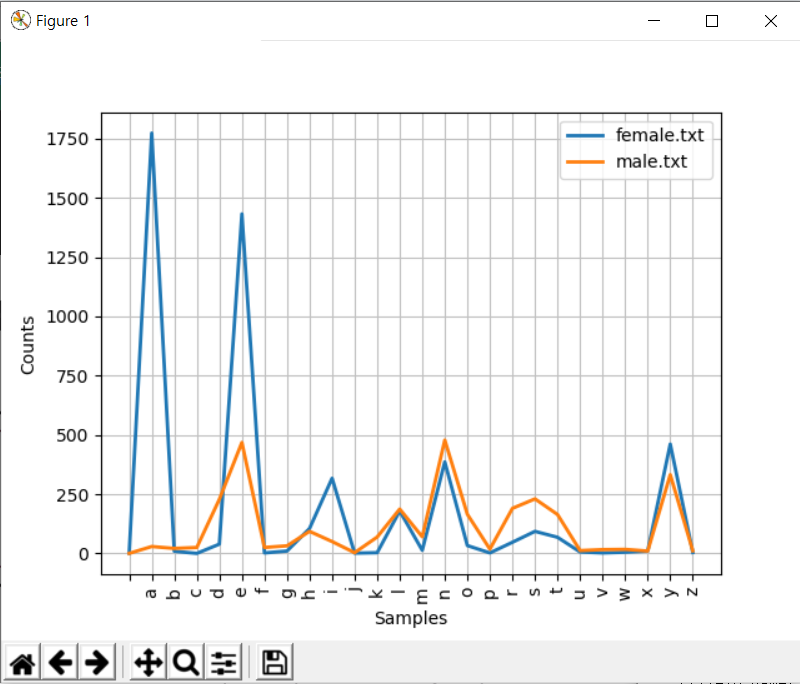 Figure 1
1750
1500
1250
1000
750
500
250
0
Counts
female.txt
male.txt
a b c d e f g h i j k l m n o p r s t u v w x y z
Samples